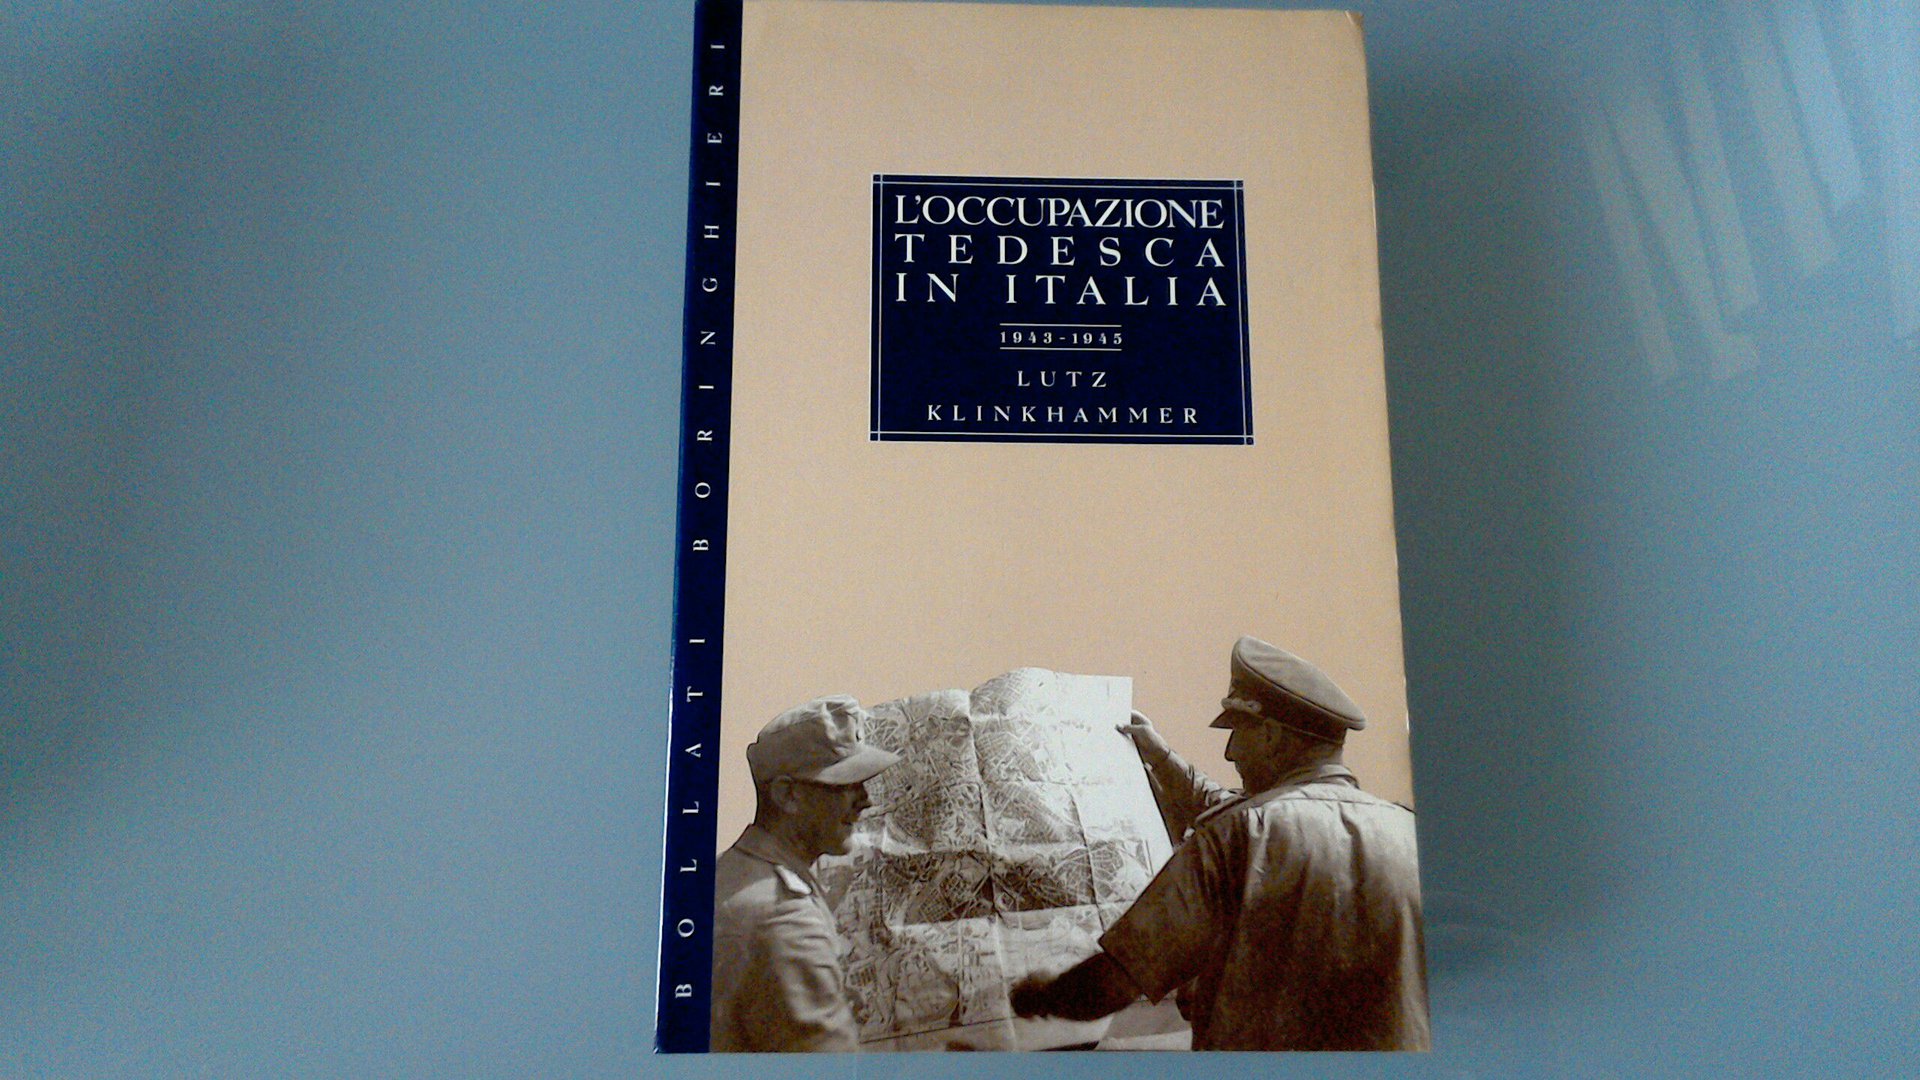 BOLLATI BORINGHIERI
L'OCCUPAZIONE
TEDESCA
IN ITALIA
1943-1945
LUTZ
KLINKHAMMER